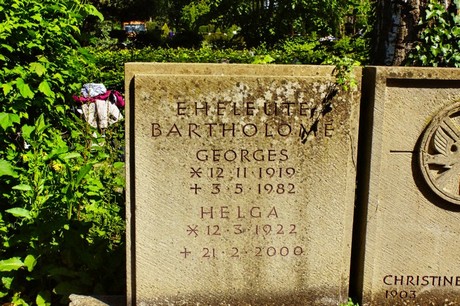 EHELEUTE
BARTHOLOMÉ
GEORGES
* 12·11·1919
+ 3·5·1982
HELGA
* 12·3·1922
+ 21·2·2000
CHRISTINE
1903